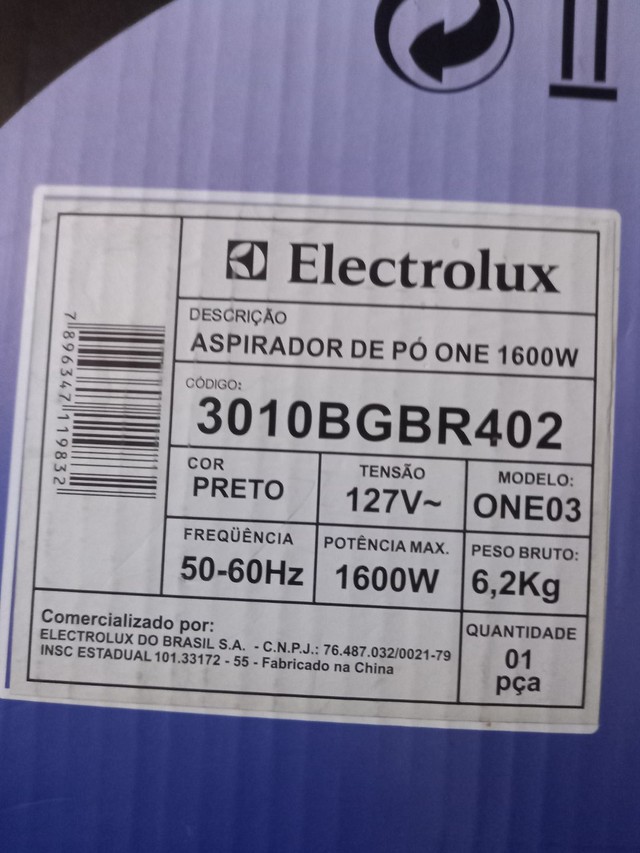 Electrolux
DESCRIÇÃO
ASPIRADOR DE PÓ ONE 1600W
CÓDIGO:
3010BGBR402
COR
PRETO
TENSÃO
127V~
MODELO:
ONE03
FREQÜÊNCIA
50-60Hz
POTÊNCIA MAX.
1600W
PESO BRUTO:
6,2Kg
Comercializado por:
ELECTROLUX DO BRASIL S.A. - C.N.P.J.: 76.487.032/0021-79
INSC ESTADUAL 101.33172 - 55 - Fabricado na China
QUANTIDADE
01
pça
7896347119832